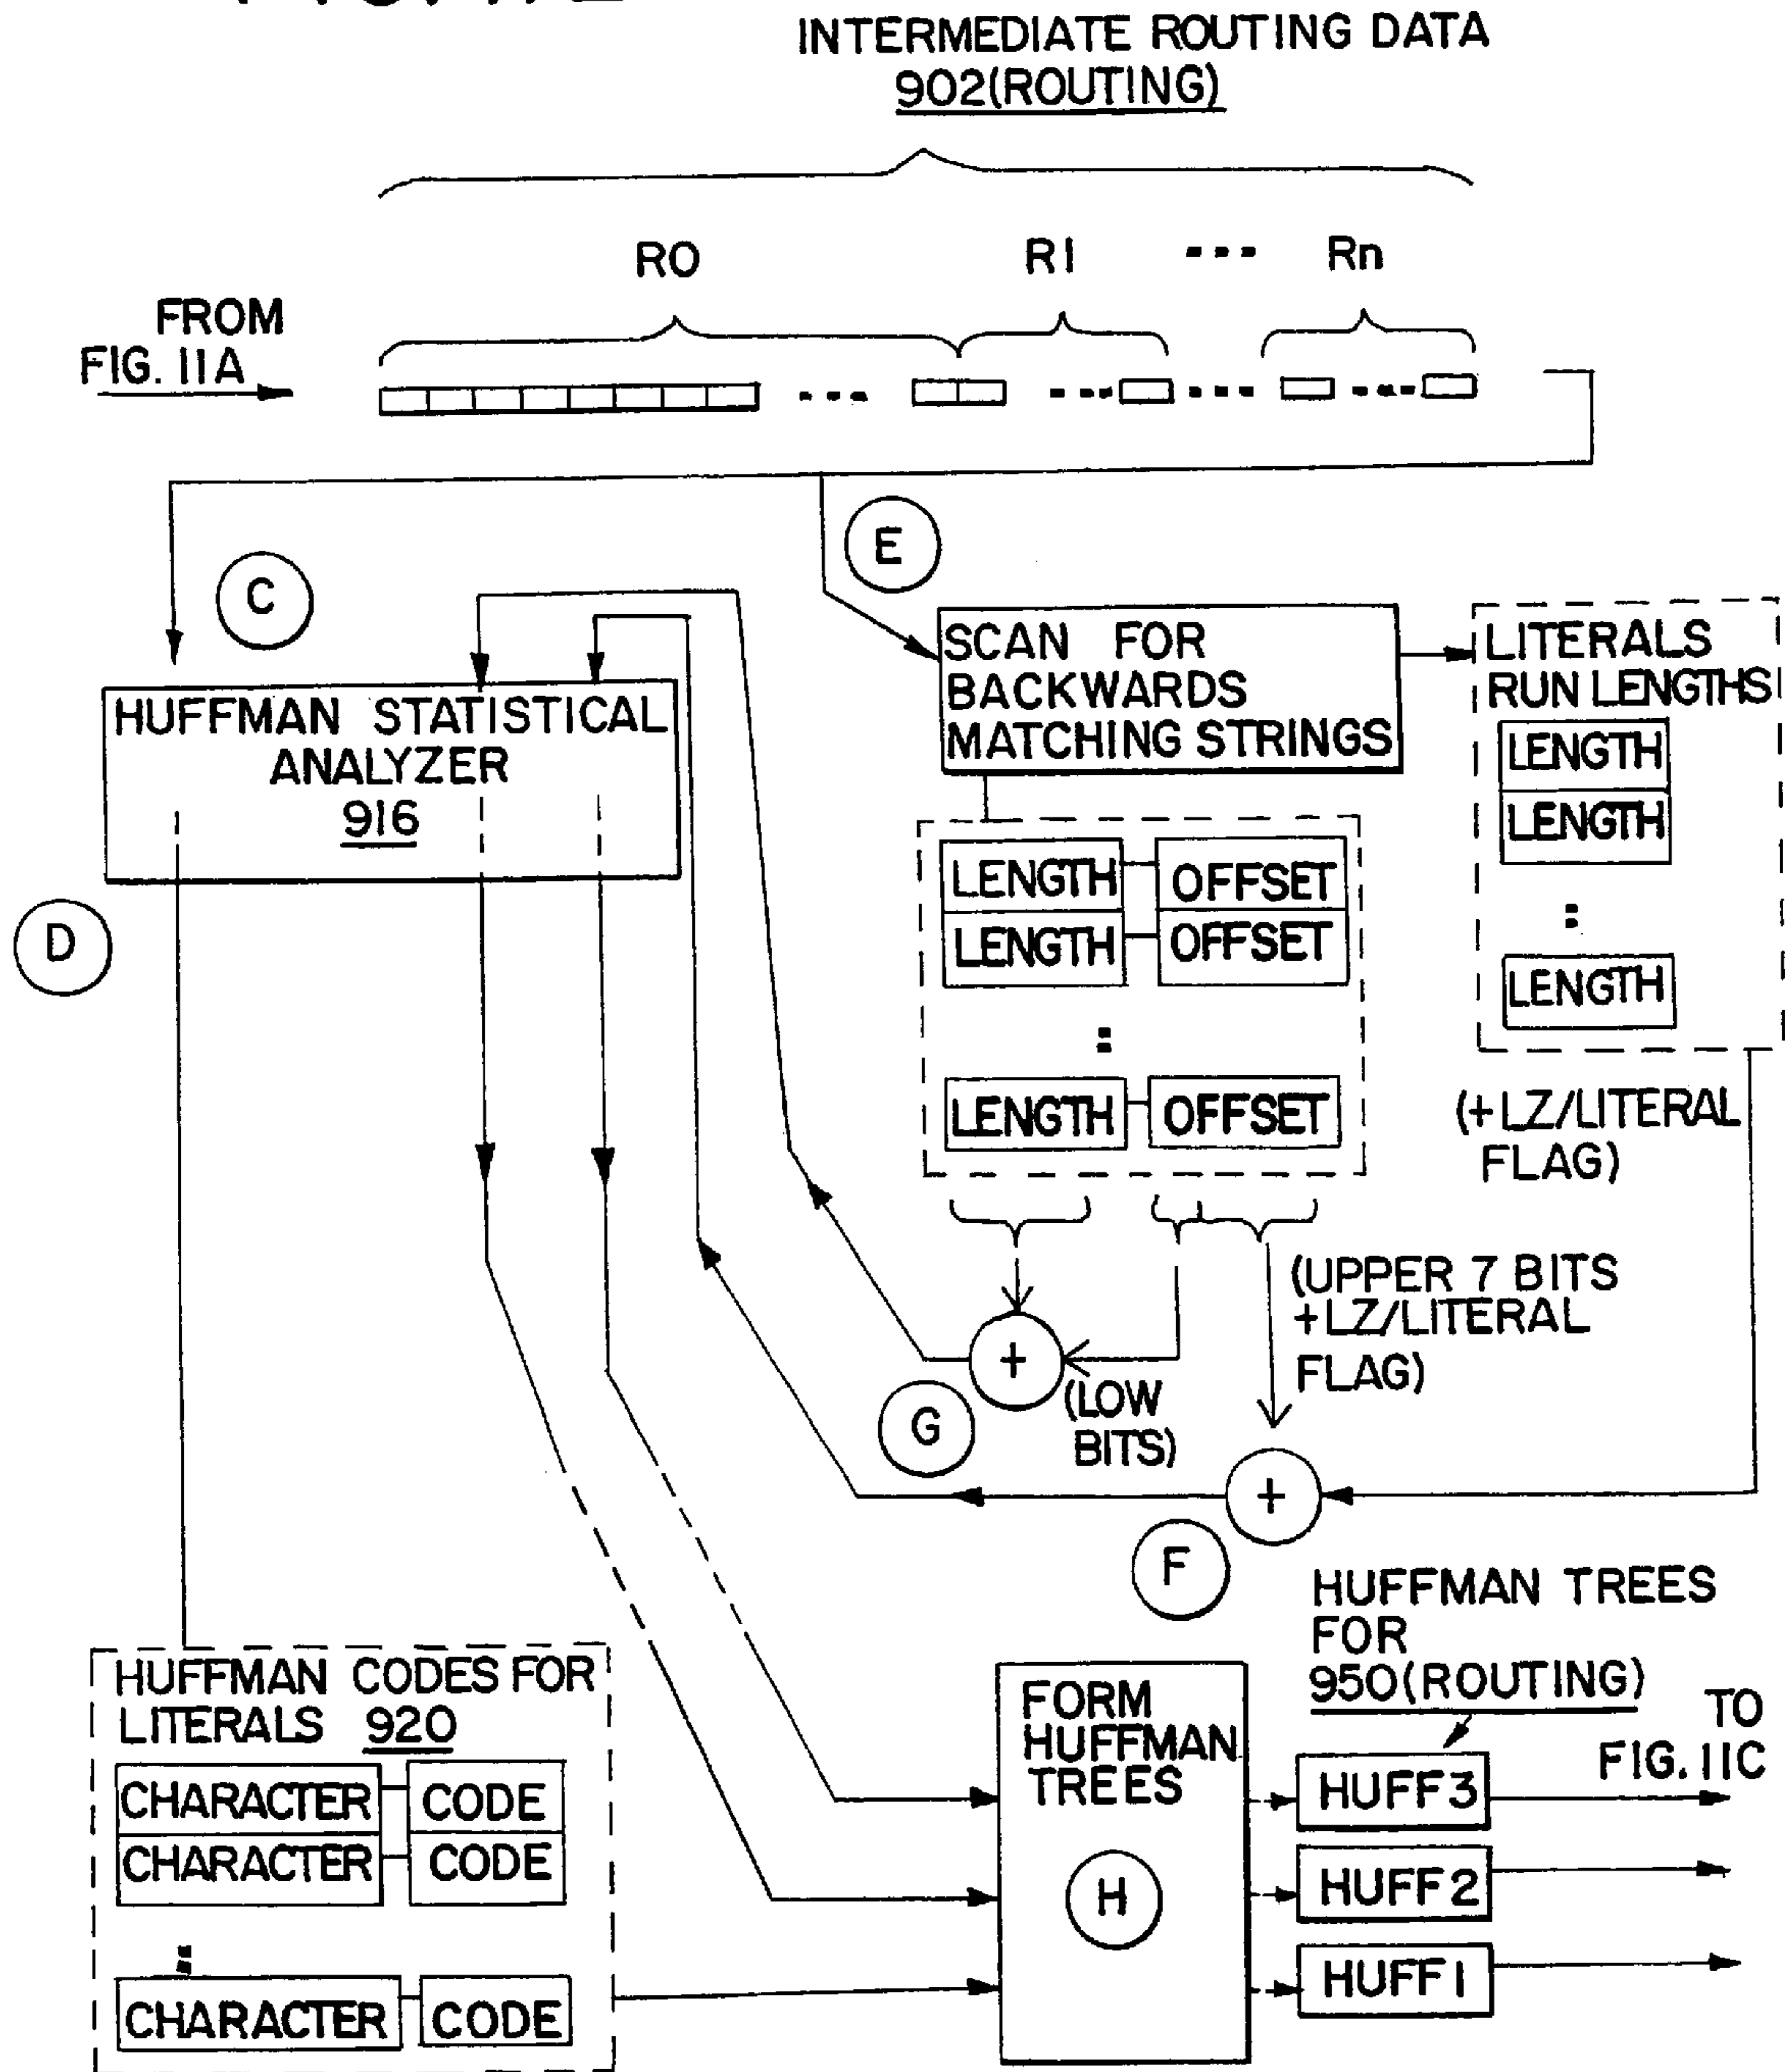 INTERMEDIATE ROUTING DATA
902(ROUTING)
R0
R1
Rn
FROM
FIG. 11A
E
C
SCAN FOR
BACKWARDS
MATCHING STRINGS
LITERALS
RUN LENGTHS
LENGTH
LENGTH
:
LENGTH
HUFFMAN STATISTICAL
ANALYZER
916
D
LENGTH
OFFSET
LENGTH
OFFSET
:
LENGTH
OFFSET
(+LZ/LITERAL
FLAG)
(UPPER 7 BITS
+LZ/LITERAL
FLAG)
+
G
(LOW
BITS)
+
F
HUFFMAN TREES
FOR
950(ROUTING)
TO
FIG. 11C
HUFFMAN CODES FOR
LITERALS 920
CHARACTER
CODE
CHARACTER
CODE
:
CHARACTER
CODE
FORM
HUFFMAN
TREES
H
HUFF3
HUFF2
HUFF1